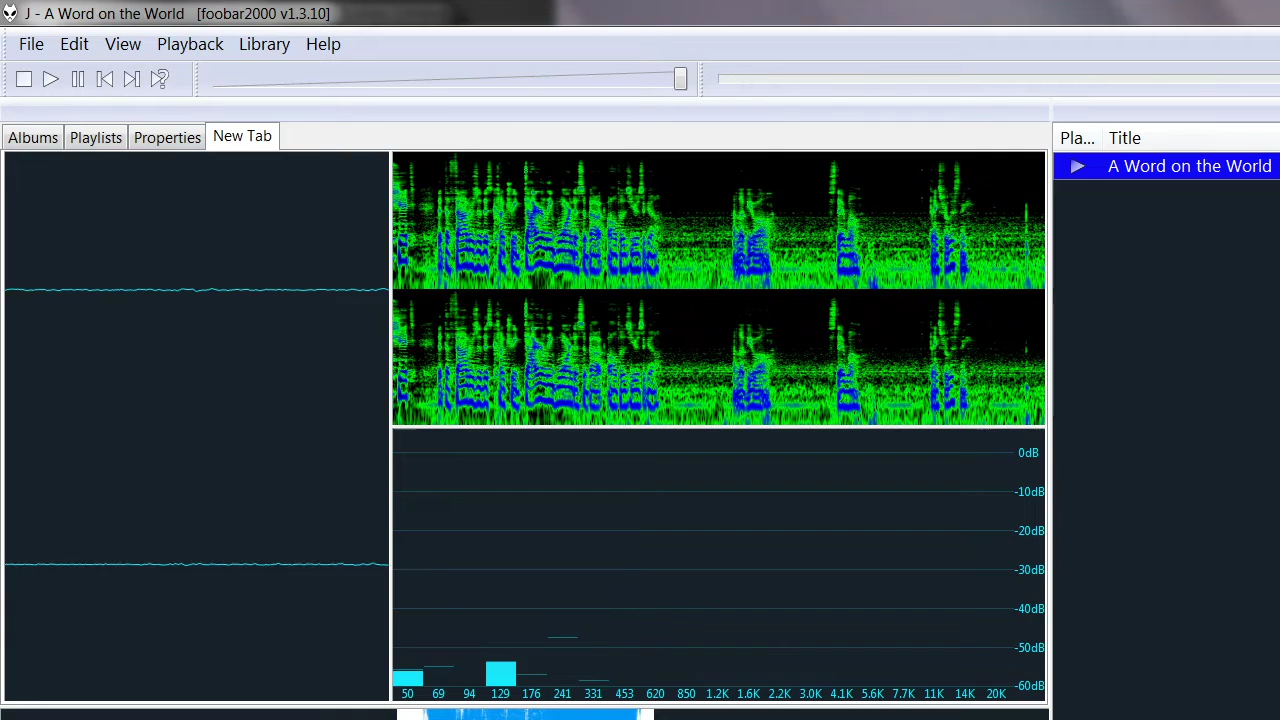 J - A Word on the World [foobar2000 v1.3.10]
File Edit View Playback Library Help
Albums Playlists Properties New Tab
Pla... Title
A Word on the World
0dB
-10dB
-20dB
-30dB
-40dB
-50dB
-60dB
50 69 94 129 176 241 331 453 620 850 1.2K 1.6K 2.2K 3.0K 4.1K 5.6K 7.7K 11K 14K 20K